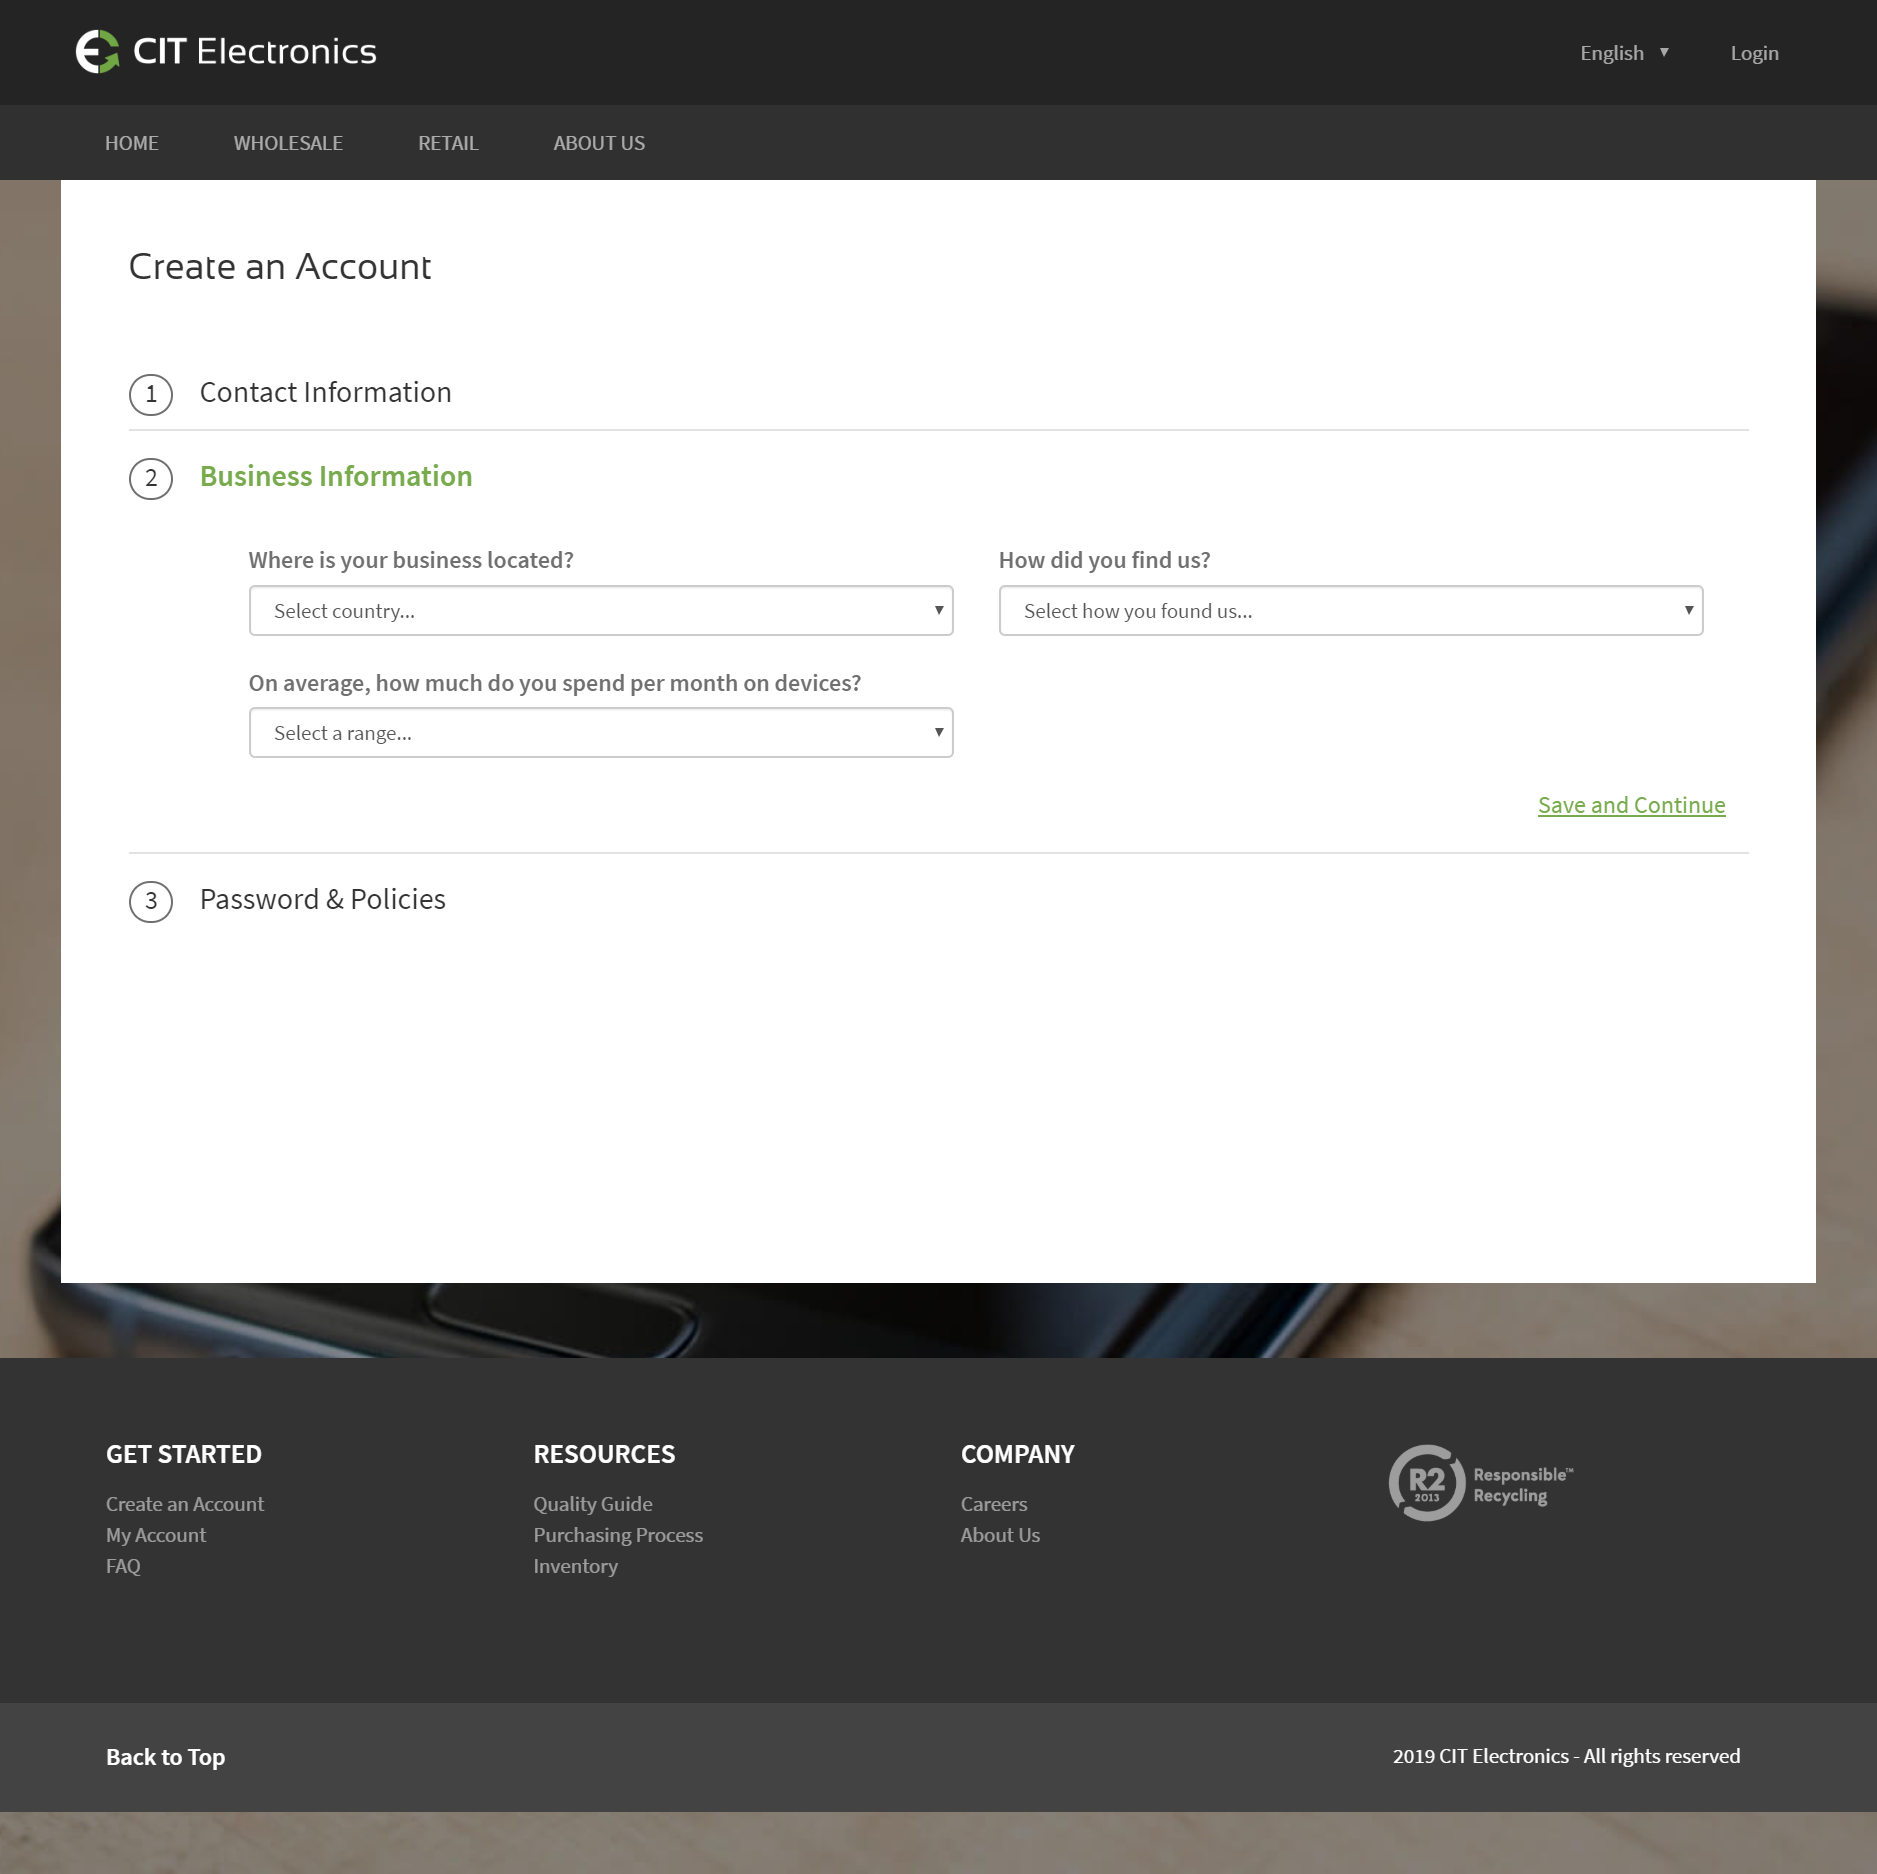 CIT Electronics
English ▼
Login
HOME
WHOLESALE
RETAIL
ABOUT US
Create an Account
1
Contact Information
2
Business Information
Where is your business located?
Select country...
How did you find us?
Select how you found us...
On average, how much do you spend per month on devices?
Select a range...
Save and Continue
3
Password & Policies
GET STARTED
Create an Account
My Account
FAQ
RESOURCES
Quality Guide
Purchasing Process
Inventory
COMPANY
Careers
About Us
R2
2013
Responsible™
Recycling
Back to Top
2019 CIT Electronics - All rights reserved